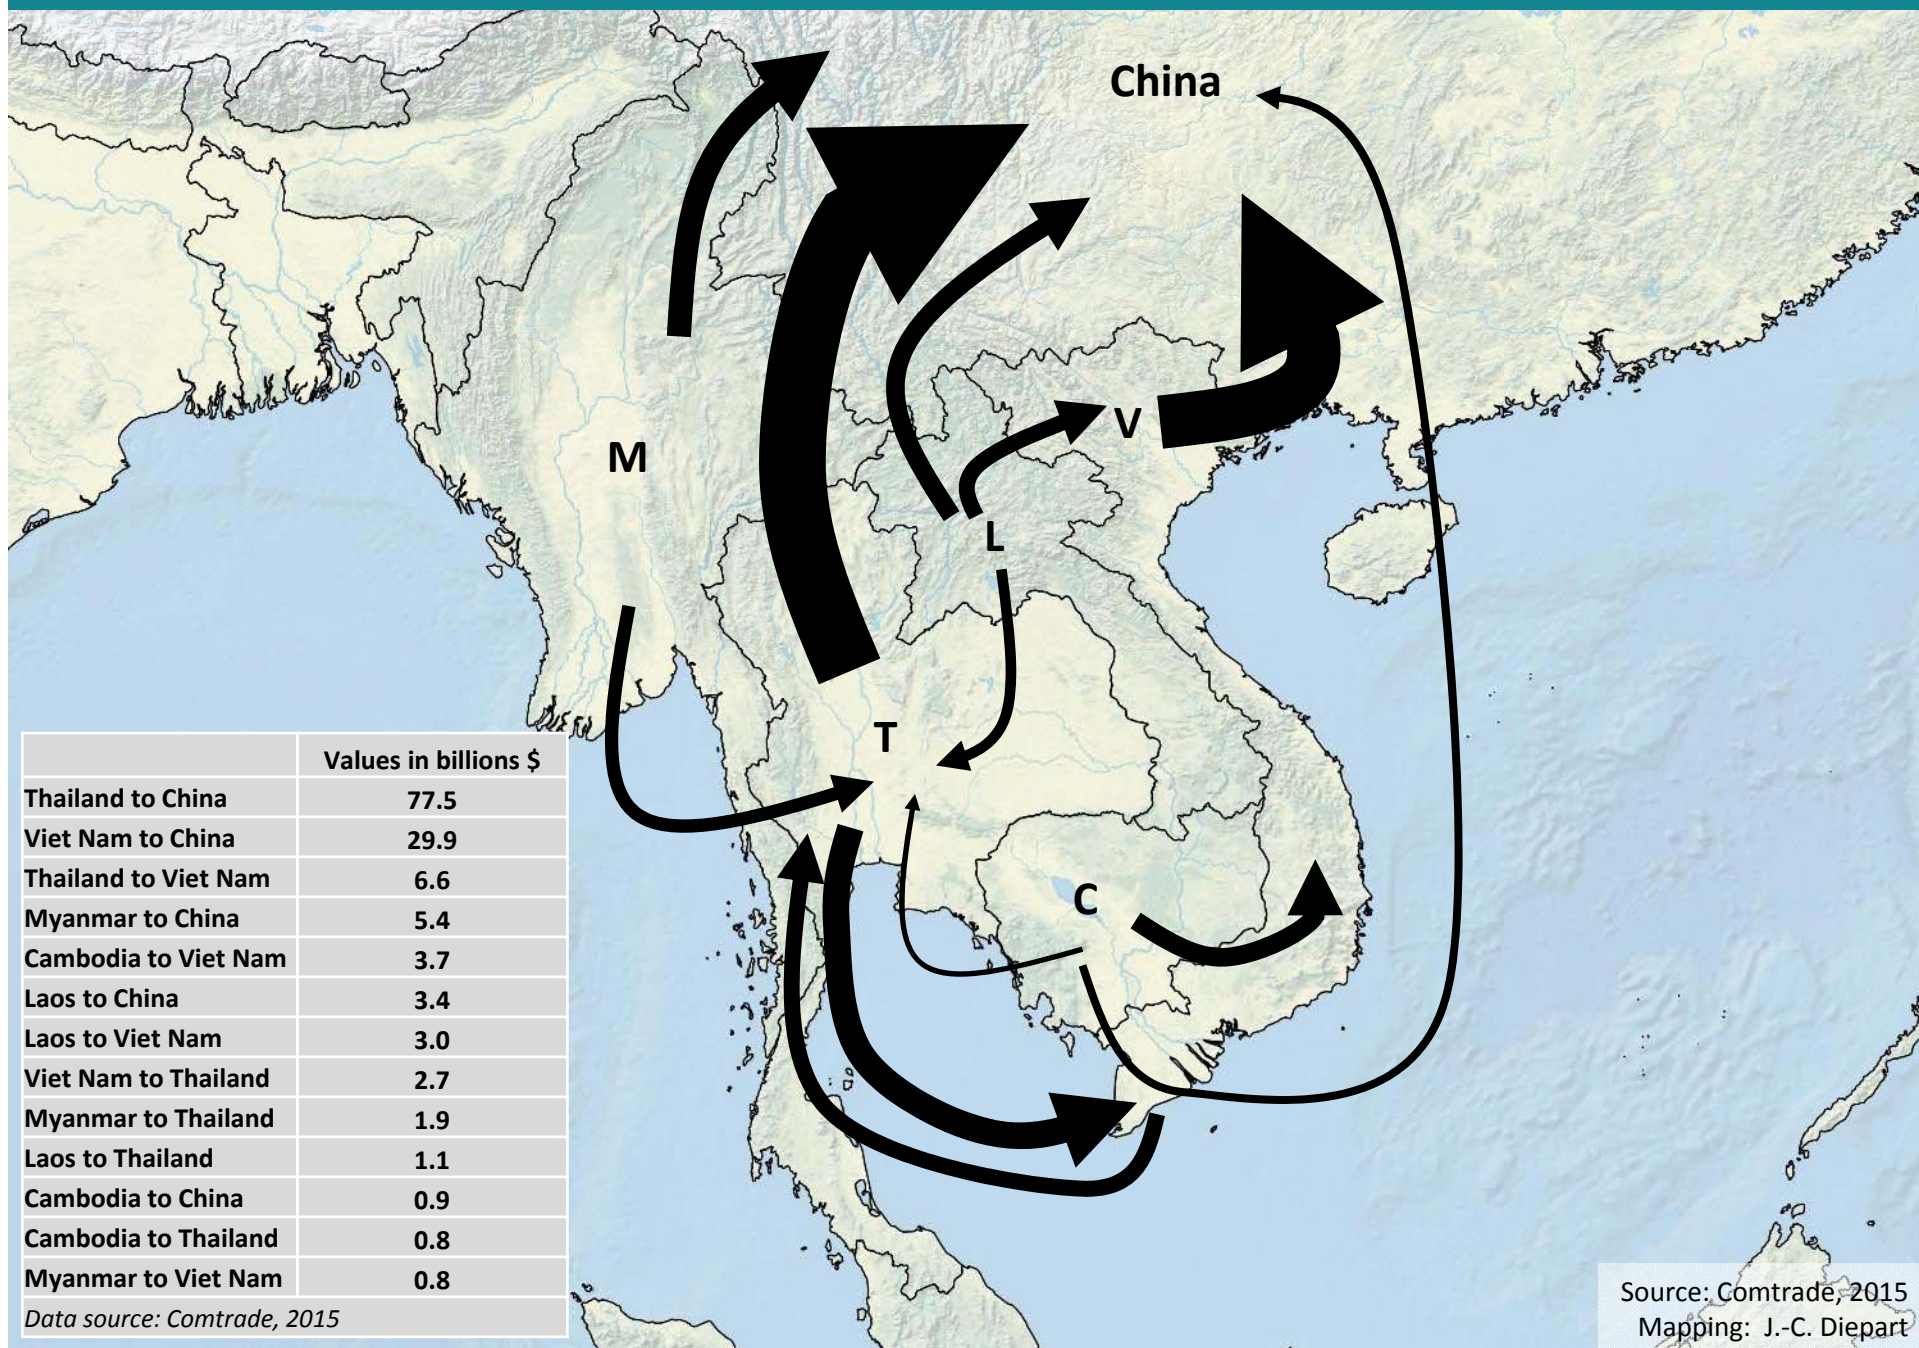 China
M
V
L
T
C
Values in billions $
Thailand to China 77.5
Viet Nam to China 29.9
Thailand to Viet Nam 6.6
Myanmar to China 5.4
Cambodia to Viet Nam 3.7
Laos to China 3.4
Laos to Viet Nam 3.0
Viet Nam to Thailand 2.7
Myanmar to Thailand 1.9
Laos to Thailand 1.1
Cambodia to China 0.9
Cambodia to Thailand 0.8
Myanmar to Viet Nam 0.8
Data source: Comtrade, 2015
Source: Comtrade, 2015
Mapping: J.-C. Diepart